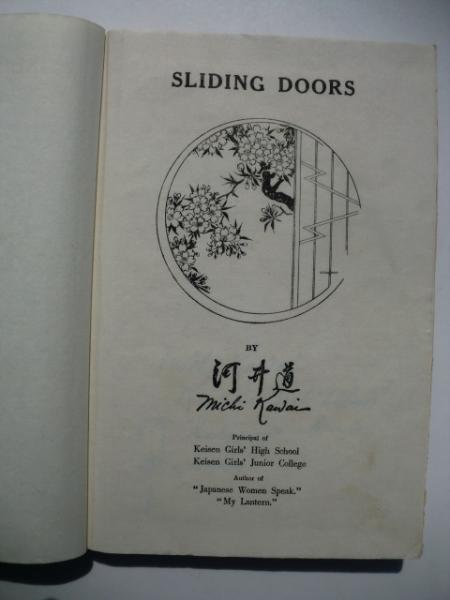 SLIDING DOORS
BY
河井道
Michi Kawai
Principal of
Keisen Girls' High School
Keisen Girls' Junior College
Author of
"Japanese Women Speak."
"My Lantern."